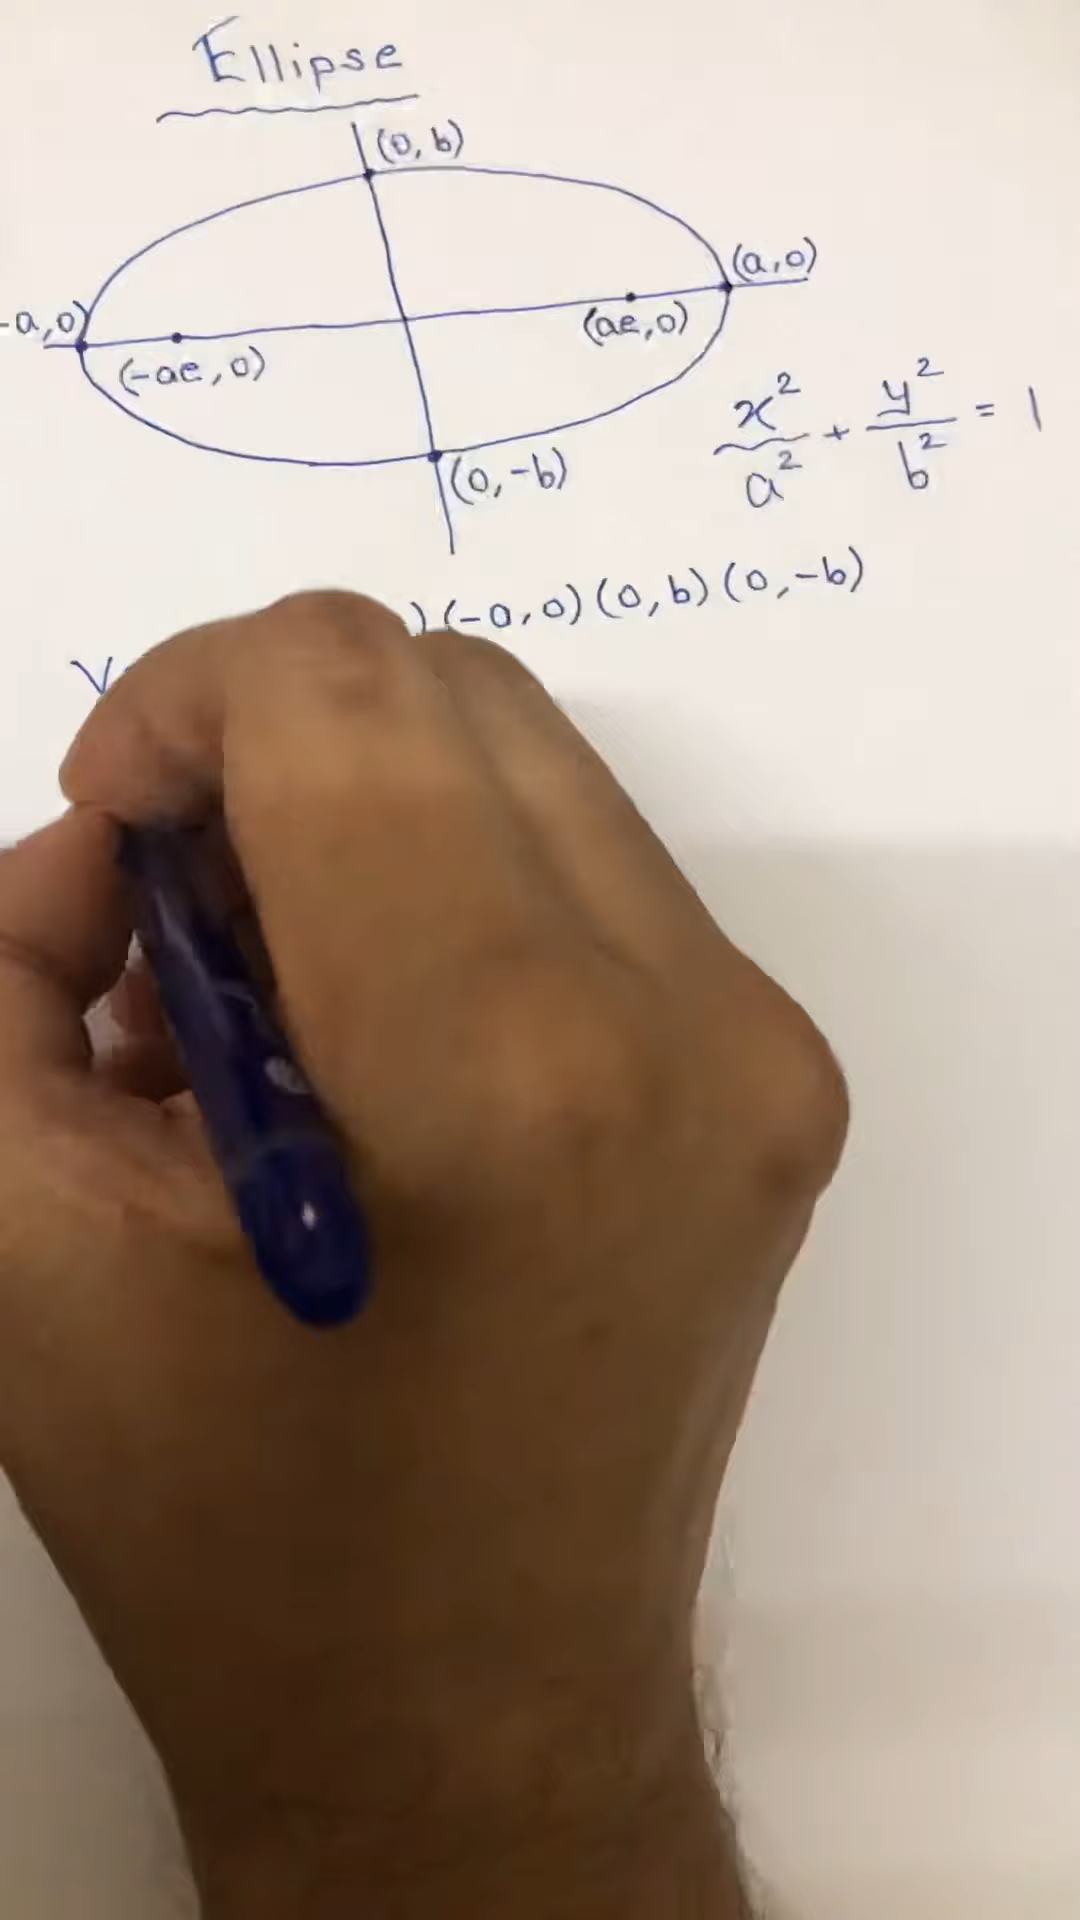 Ellipse
(0, b)
(a, 0)
-a, 0)
(ae, 0)
(-ae, 0)
x²/a² + y²/b² = 1
(0, -b)
V ) (-a, 0) (0, b) (0, -b)